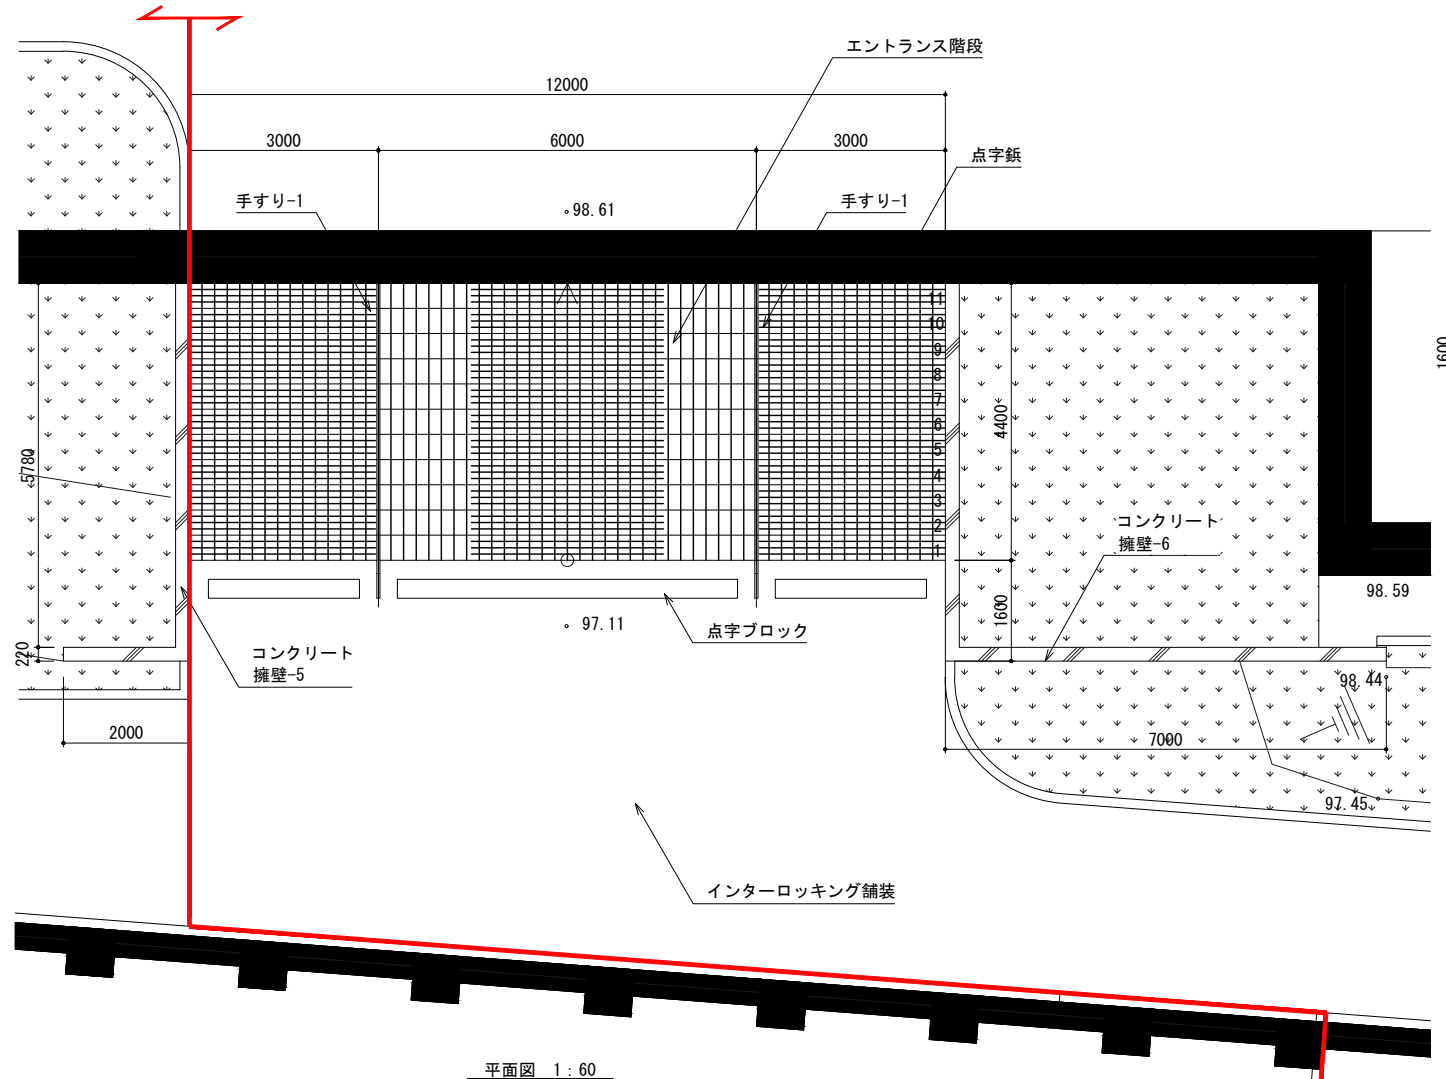 エントランス階段
12000
3000
6000
3000
点字鋲
手すり-1
98.61
手すり-1
11
10
9
8
7
6
5
4
3
2
1
1600
4400
5780
コンクリート
擁壁-6
98.59
1600
97.11
点字ブロック
220
コンクリート
擁壁-5
98.44
2000
7000
97.45
インターロッキング舗装
平面図 1:60